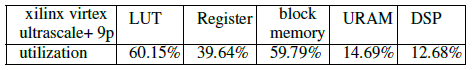 xilinx virtex ultrascale+ 9p LUT Register block memory URAM DSP
utilization 60.15% 39.64% 59.79% 14.69% 12.68%